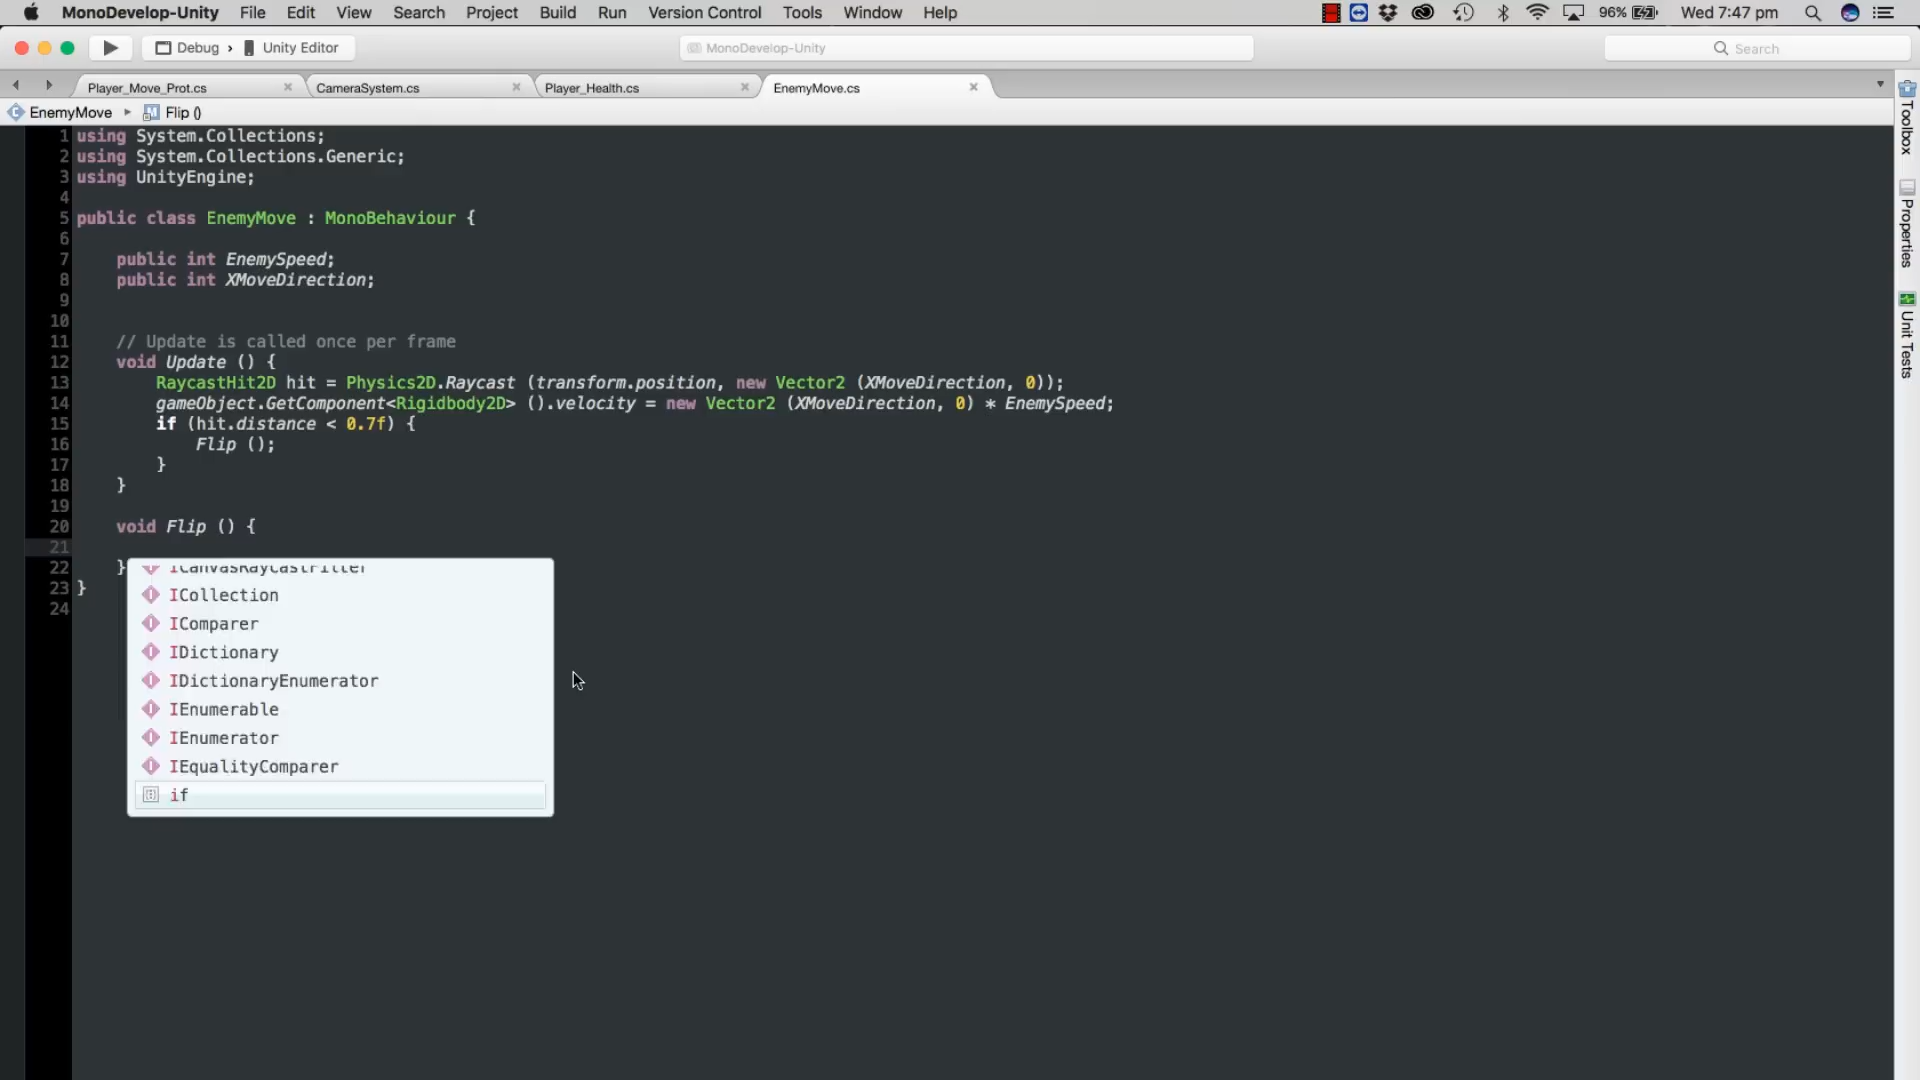 MonoDevelop-Unity File Edit View Search Project Build Run Version Control Tools Window Help 96% Wed 7:47 pm
Debug › Unity Editor MonoDevelop-Unity Search
Player_Move_Prot.cs CameraSystem.cs Player_Health.cs EnemyMove.cs
EnemyMove Flip ()
1 using System.Collections;
2 using System.Collections.Generic;
3 using UnityEngine;
4
5 public class EnemyMove : MonoBehaviour {
6
7 public int EnemySpeed;
8 public int XMoveDirection;
9
10
11 // Update is called once per frame
12 void Update () {
13 RaycastHit2D hit = Physics2D.Raycast (transform.position, new Vector2 (XMoveDirection, 0));
14 gameObject.GetComponent<Rigidbody2D> ().velocity = new Vector2 (XMoveDirection, 0) * EnemySpeed;
15 if (hit.distance < 0.7f) {
16 Flip ();
17 }
18 }
19
20 void Flip () {
21
22 }
23 }
24
ICanvasRaycastFilter
ICollection
IComparer
IDictionary
IDictionaryEnumerator
IEnumerable
IEnumerator
IEqualityComparer
if
Toolbox
Properties
Unit Tests